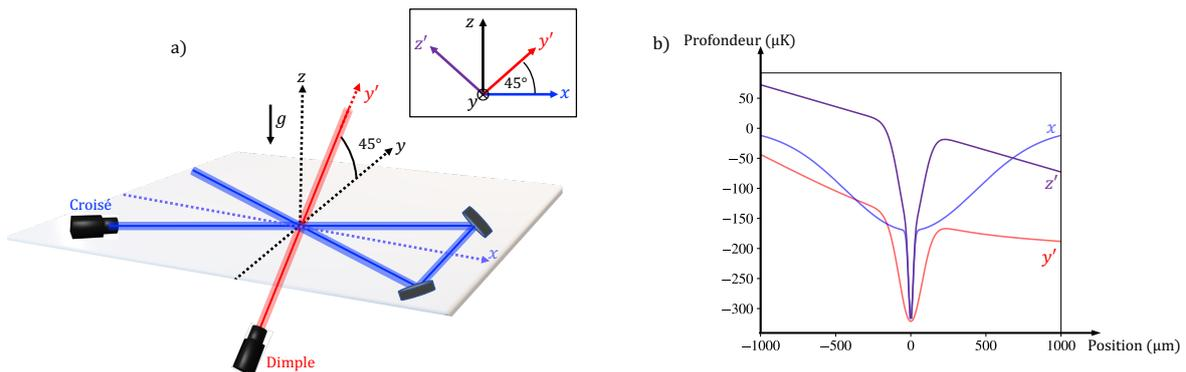 a)
z
g
y′
45°
y
Croisé
x
Dimple
z
z′
y′
45°
x
y
b) Profondeur (µK)
50
0
−50
−100
−150
−200
−250
−300
x
z′
y′
−1000
−500
0
500
1000
Position (µm)